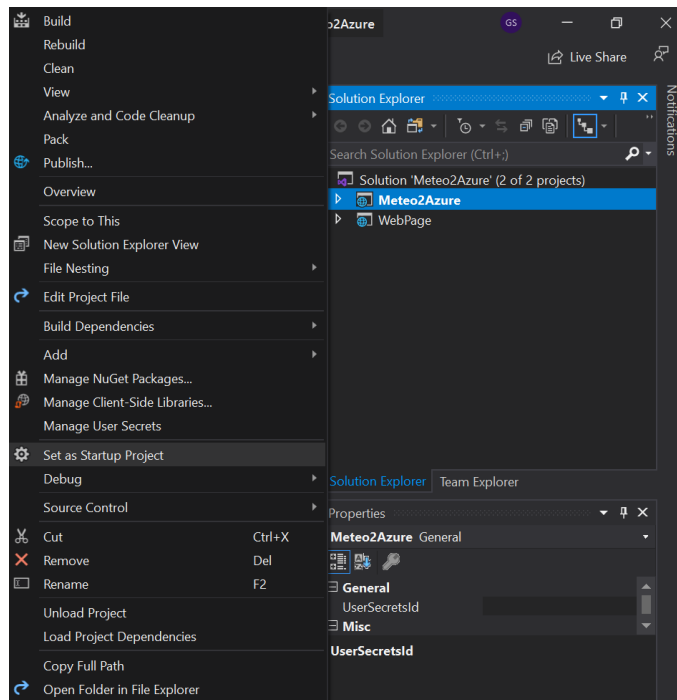 Build
Rebuild
Clean
View
Analyze and Code Cleanup
Pack
Publish...
Overview
Scope to This
New Solution Explorer View
File Nesting
Edit Project File
Build Dependencies
Add
Manage NuGet Packages...
Manage Client-Side Libraries...
Manage User Secrets
Set as Startup Project
Debug
Source Control
Cut Ctrl+X
Remove Del
Rename F2
Unload Project
Load Project Dependencies
Copy Full Path
Open Folder in File Explorer
o2Azure GS
Live Share
Notifications
Solution Explorer
Search Solution Explorer (Ctrl+;)
Solution 'Meteo2Azure' (2 of 2 projects)
Meteo2Azure
WebPage
Solution Explorer Team Explorer
Properties
Meteo2Azure General
General
UserSecretsId
Misc
UserSecretsId